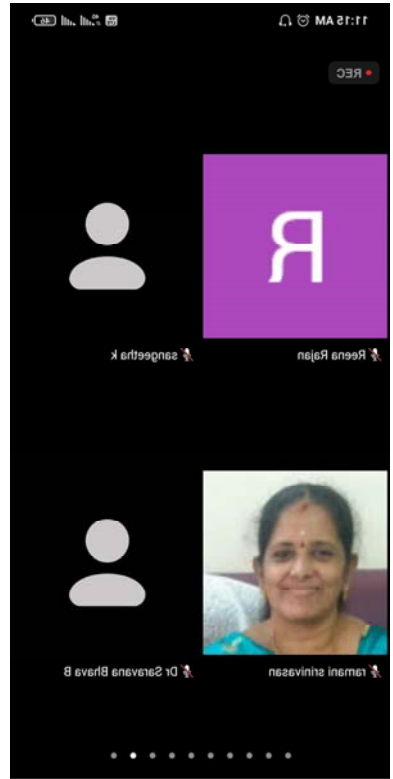 11:15 AM
REC
R
Reena Rajan
sangeetha k
ramani srinivasan
Dr Saravana Bhava B